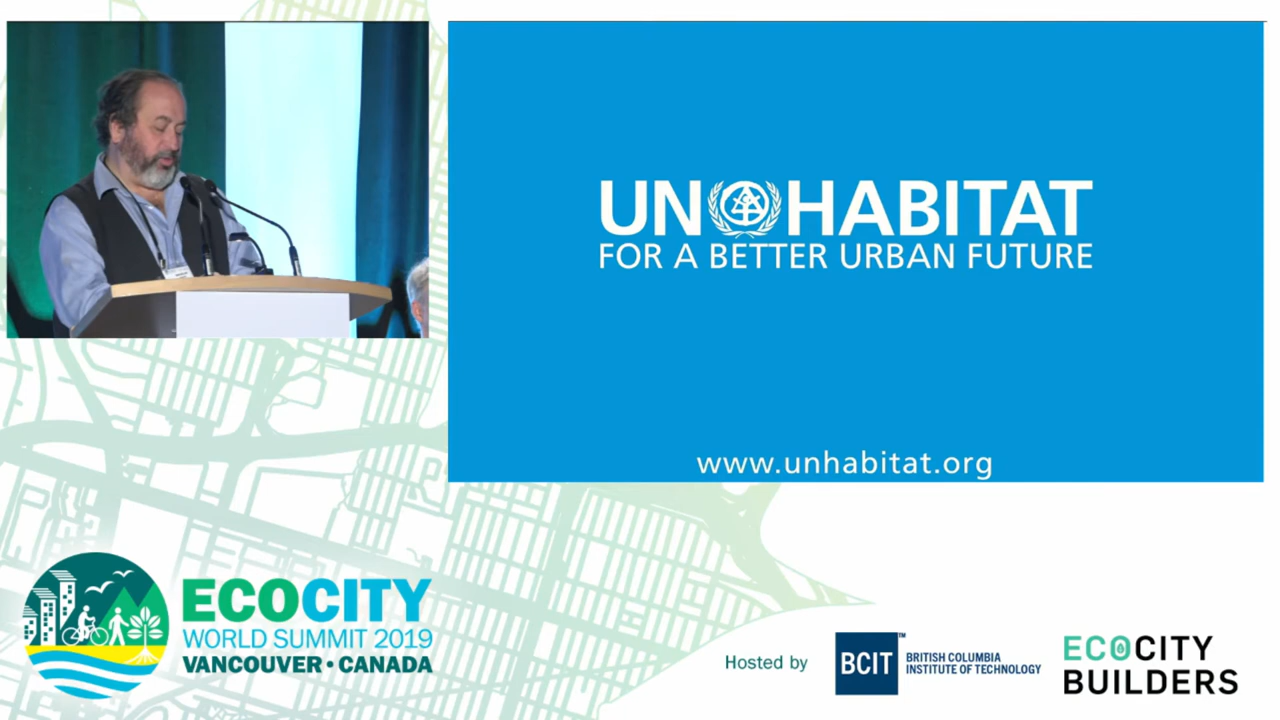 UN HABITAT
FOR A BETTER URBAN FUTURE
www.unhabitat.org
ECOCITY
WORLD SUMMIT 2019
VANCOUVER • CANADA
Hosted by
BCIT™
BRITISH COLUMBIA
INSTITUTE OF TECHNOLOGY
ECOCITY
BUILDERS